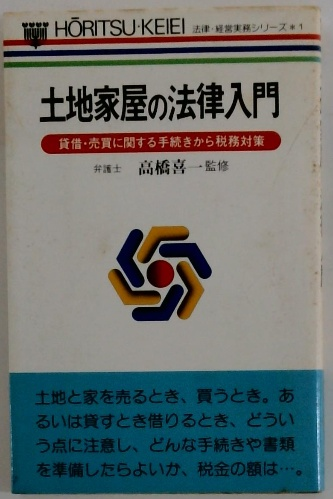 HŌRITSU・KEIEI 法律・経営実務シリーズ＊1
土地家屋の法律入門
貸借・売買に関する手続きから税務対策
弁護士 高橋喜一監修
土地と家を売るとき、買うとき。あ
るいは貸すとき借りるとき、どうい
う点に注意し、どんな手続きや書類
を準備したらよいか、税金の額は…。